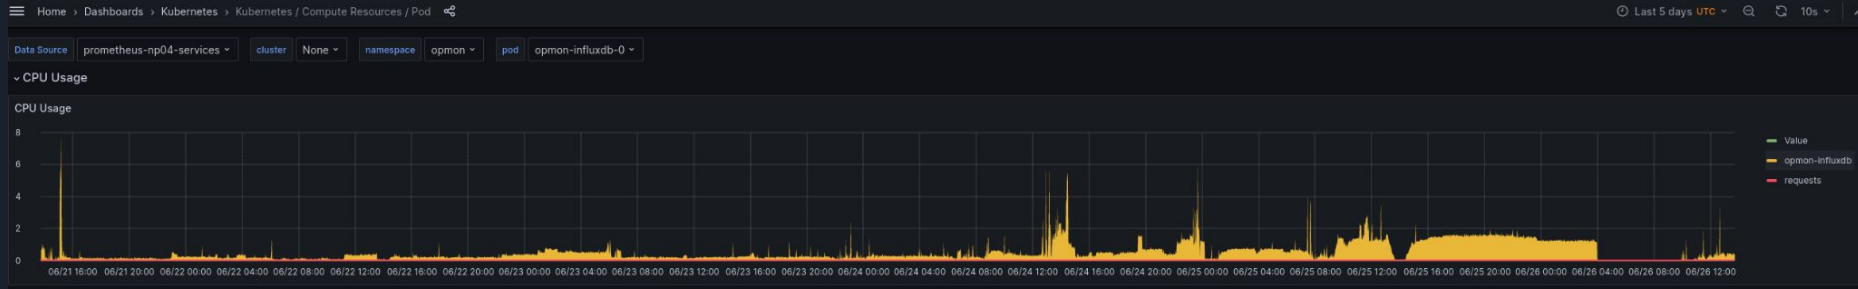 Home › Dashboards › Kubernetes › Kubernetes / Compute Resources / Pod
Last 5 days UTC
10s
Data Source prometheus-np04-services cluster None namespace opmon pod opmon-influxdb-0
CPU Usage
CPU Usage
8
6
4
2
0
Value
opmon-influxdb
requests
06/21 16:00 06/21 20:00 06/22 00:00 06/22 04:00 06/22 08:00 06/22 12:00 06/22 16:00 06/22 20:00 06/23 00:00 06/23 04:00 06/23 08:00 06/23 12:00 06/23 16:00 06/23 20:00 06/24 00:00 06/24 04:00 06/24 08:00 06/24 12:00 06/24 16:00 06/24 20:00 06/25 00:00 06/25 04:00 06/25 08:00 06/25 12:00 06/25 16:00 06/25 20:00 06/26 00:00 06/26 04:00 06/26 08:00 06/26 12:00